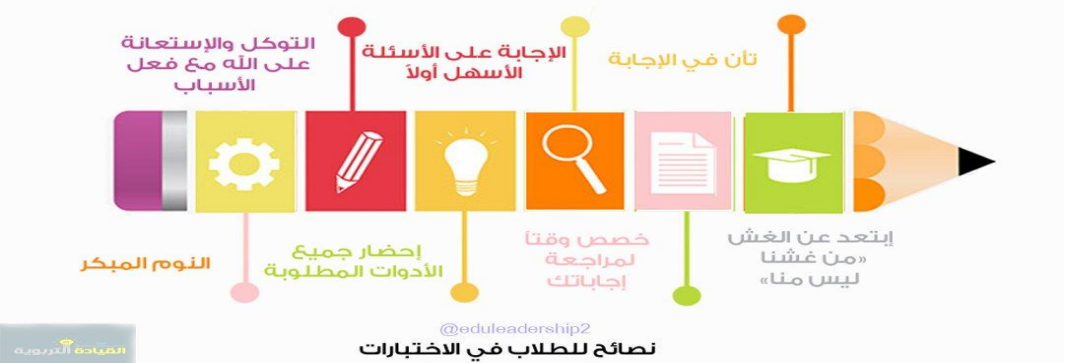 التوكل والإستعانة
على الله مع فعل
الأسباب
الإجابة على الأسئلة
الأسهل أولاً
تأن في الإجابة
النوم المبكر
إحضار جميع
الأدوات المطلوبة
خصص وقتاً
لمراجعة
إجاباتك
إبتعد عن الغش
«من غشنا
ليس منا»
@eduleadership2
نصائح للطلاب في الاختبارات
القيادة التربوية